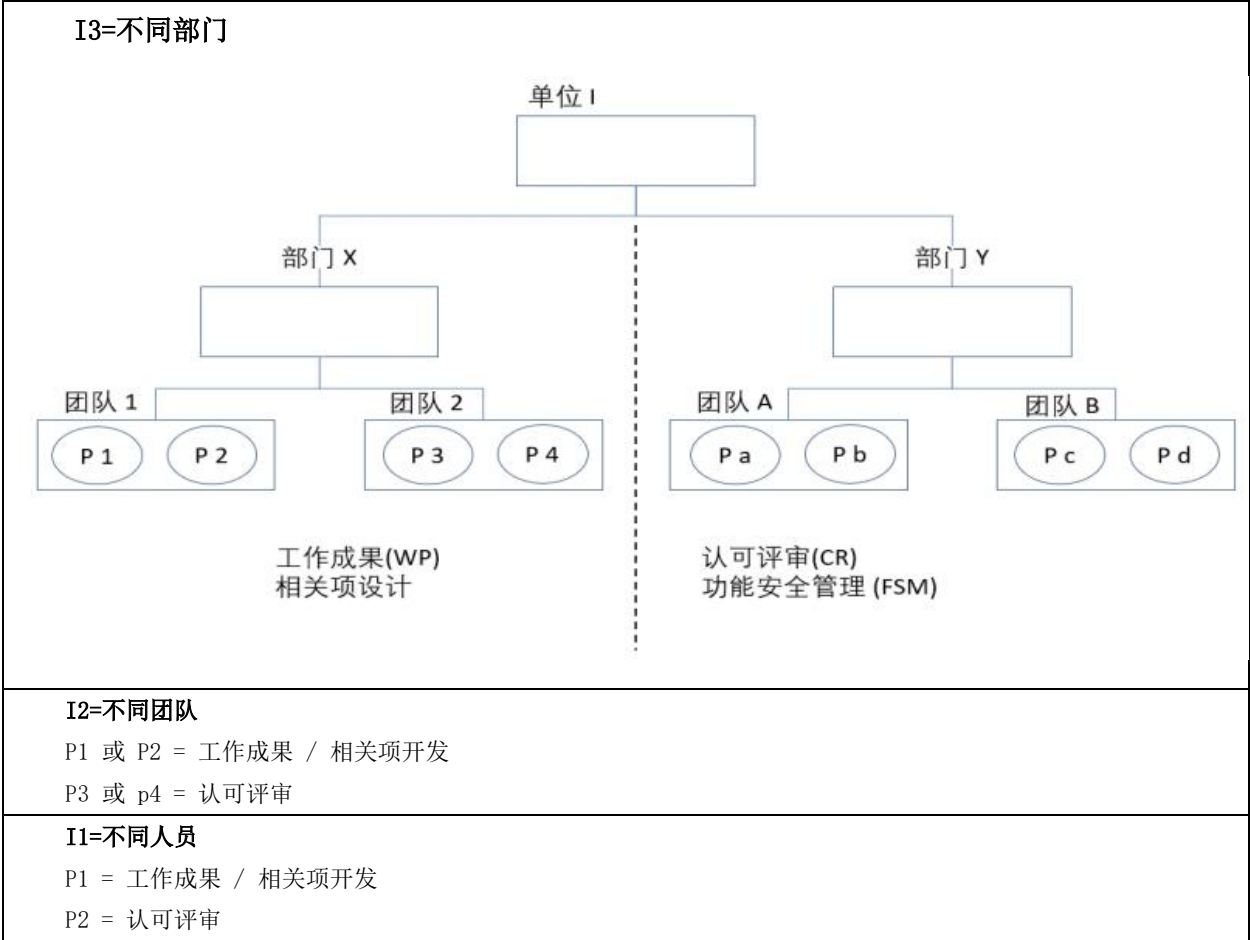 I3=不同部门
单位 I
部门 X
部门 Y
团队 1
团队 2
团队 A
团队 B
P 1
P 2
P 3
P 4
P a
P b
P c
P d
工作成果(WP)
相关项设计
认可评审(CR)
功能安全管理 (FSM)
I2=不同团队
P1 或 P2 = 工作成果 / 相关项开发
P3 或 p4 = 认可评审
I1=不同人员
P1 = 工作成果 / 相关项开发
P2 = 认可评审